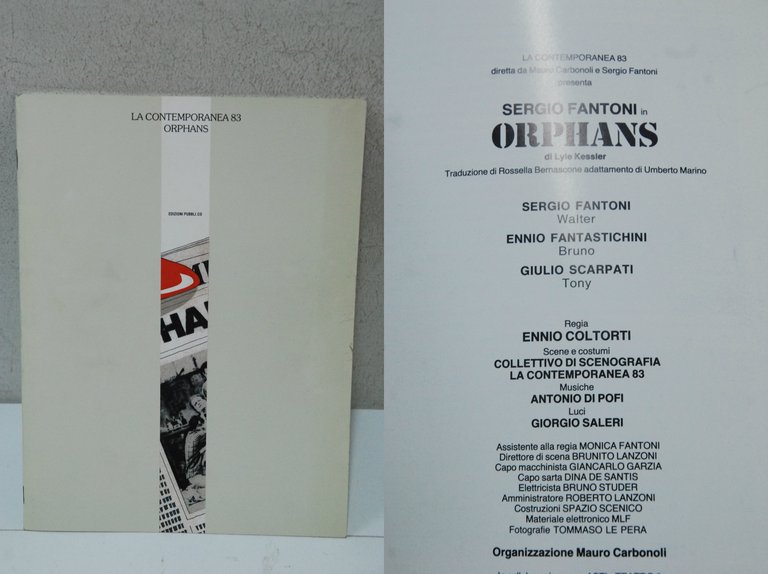 LA CONTEMPORANEA 83
ORPHANS
EDIZIONI PUBBLI.CO
HA
LA CONTEMPORANEA 83
diretta da Mauro Carbonoli e Sergio Fantoni
presenta
SERGIO FANTONI in
ORPHANS
di Lyle Kessler
Traduzione di Rossella Bernascone adattamento di Umberto Marino
SERGIO FANTONI
Walter
ENNIO FANTASTICHINI
Bruno
GIULIO SCARPATI
Tony
Regia
ENNIO COLTORTI
Scene e costumi
COLLETTIVO DI SCENOGRAFIA
LA CONTEMPORANEA 83
Musiche
ANTONIO DI POFI
Luci
GIORGIO SALERI
Assistente alla regia MONICA FANTONI
Direttore di scena BRUNITO LANZONI
Capo macchinista GIANCARLO GARZIA
Capo sarta DINA DE SANTIS
Elettricista BRUNO STUDER
Amministratore ROBERTO LANZONI
Costruzioni SPAZIO SCENICO
Materiale elettronico MLF
Fotografie TOMMASO LE PERA
Organizzazione Mauro Carbonoli